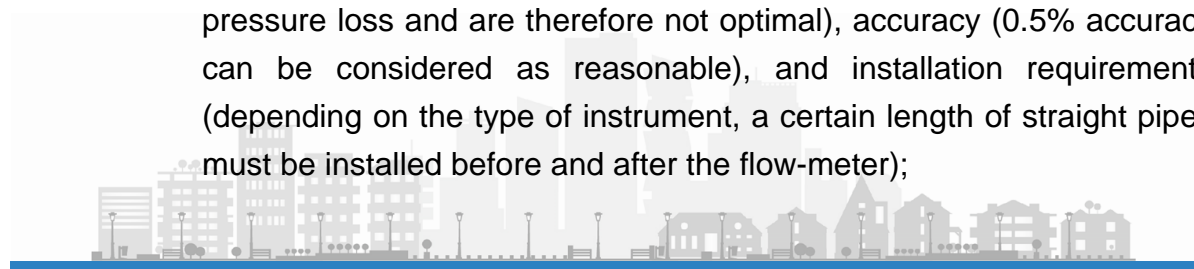 pressure loss and are therefore not optimal), accuracy (0.5% accurac
can be considered as reasonable), and installation requirement
(depending on the type of instrument, a certain length of straight pipe
must be installed before and after the flow-meter);